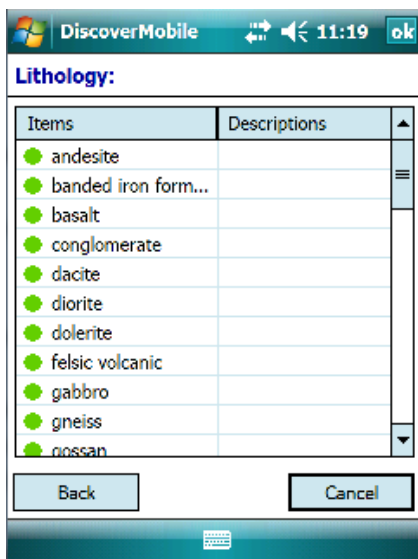 DiscoverMobile 11:19 ok
Lithology:
Items Descriptions
andesite
banded iron form...
basalt
conglomerate
dacite
diorite
dolerite
felsic volcanic
gabbro
gneiss
gossan
Back Cancel